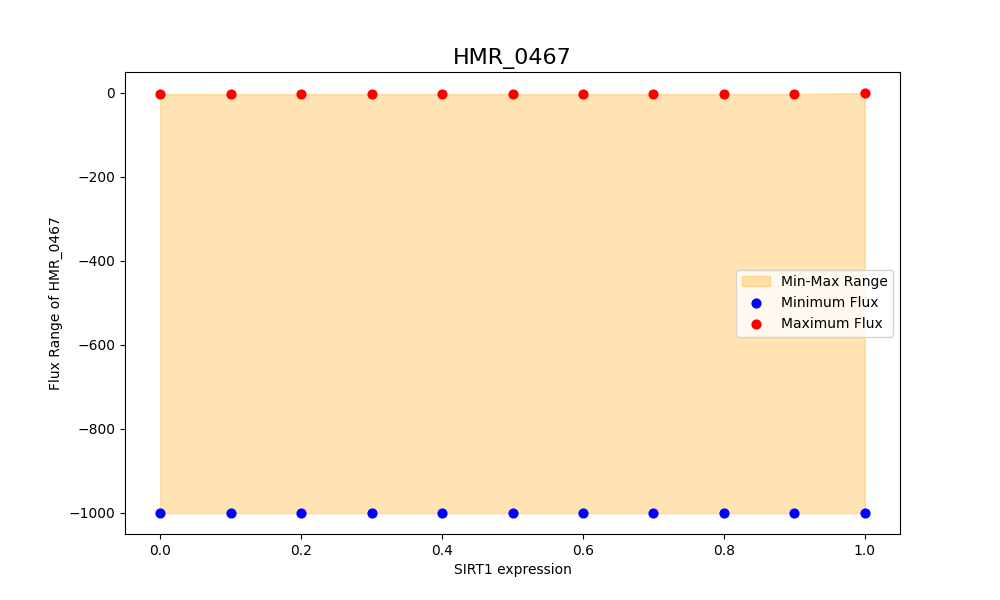 HMR_0467
Flux Range of HMR_0467
0
−200
−400
−600
−800
−1000
Min-Max Range
Minimum Flux
Maximum Flux
0.0
0.2
0.4
0.6
0.8
1.0
SIRT1 expression